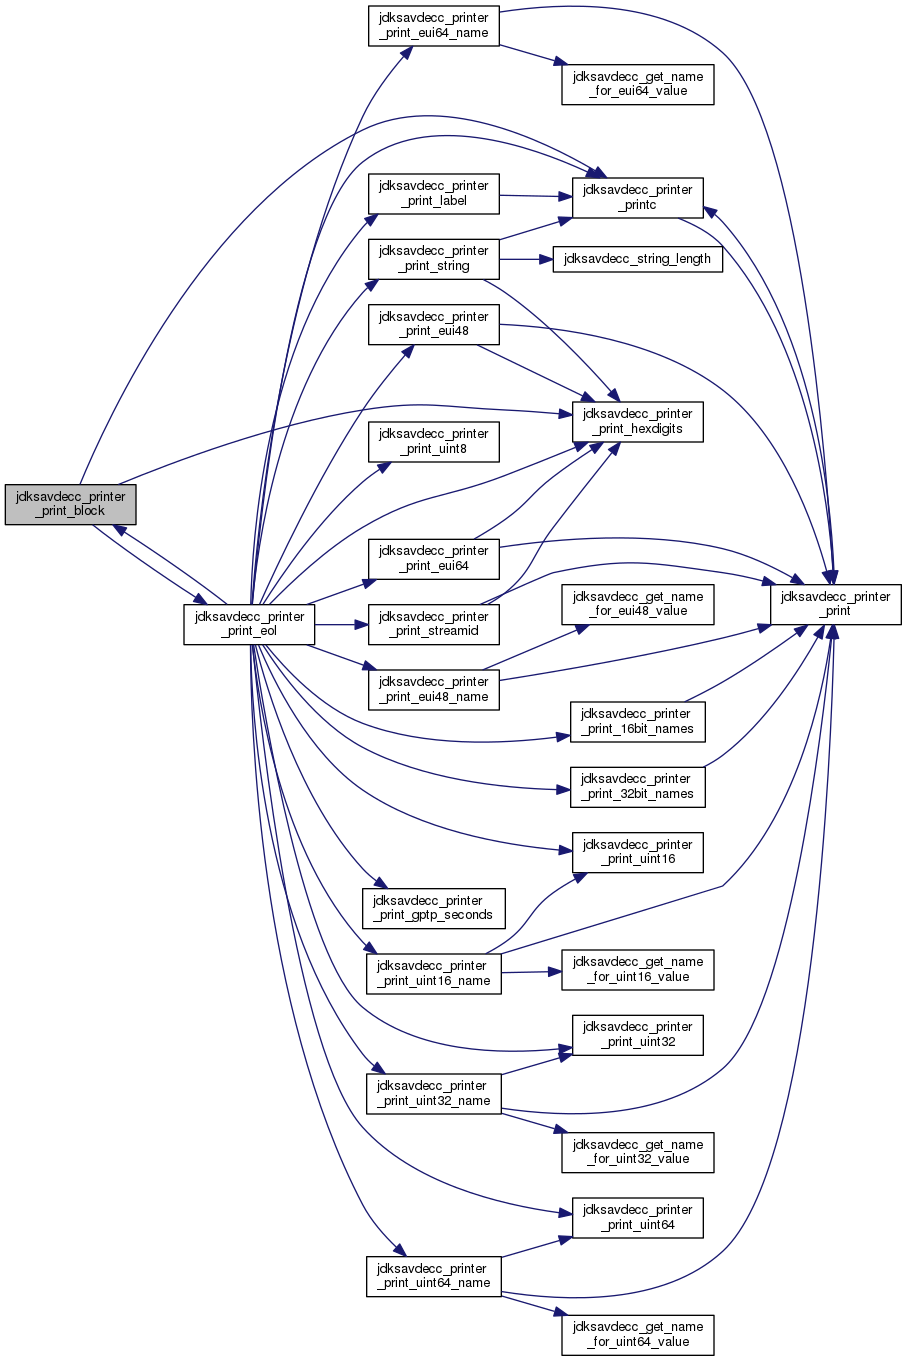 jdksavdecc_printer
_print_eui64_name
jdksavdecc_get_name
_for_eui64_value
jdksavdecc_printer
_printc
jdksavdecc_printer
_print_label
jdksavdecc_printer
_print_string
jdksavdecc_string_length
jdksavdecc_printer
_print_eui48
jdksavdecc_printer
_print_hexdigits
jdksavdecc_printer
_print_uint8
jdksavdecc_printer
_print_block
jdksavdecc_printer
_print_eui64
jdksavdecc_get_name
_for_eui48_value
jdksavdecc_printer
_print
jdksavdecc_printer
_print_eol
jdksavdecc_printer
_print_streamid
jdksavdecc_printer
_print_eui48_name
jdksavdecc_printer
_print_16bit_names
jdksavdecc_printer
_print_32bit_names
jdksavdecc_printer
_print_uint16
jdksavdecc_printer
_print_gptp_seconds
jdksavdecc_printer
_print_uint16_name
jdksavdecc_get_name
_for_uint16_value
jdksavdecc_printer
_print_uint32
jdksavdecc_printer
_print_uint32_name
jdksavdecc_get_name
_for_uint32_value
jdksavdecc_printer
_print_uint64
jdksavdecc_printer
_print_uint64_name
jdksavdecc_get_name
_for_uint64_value